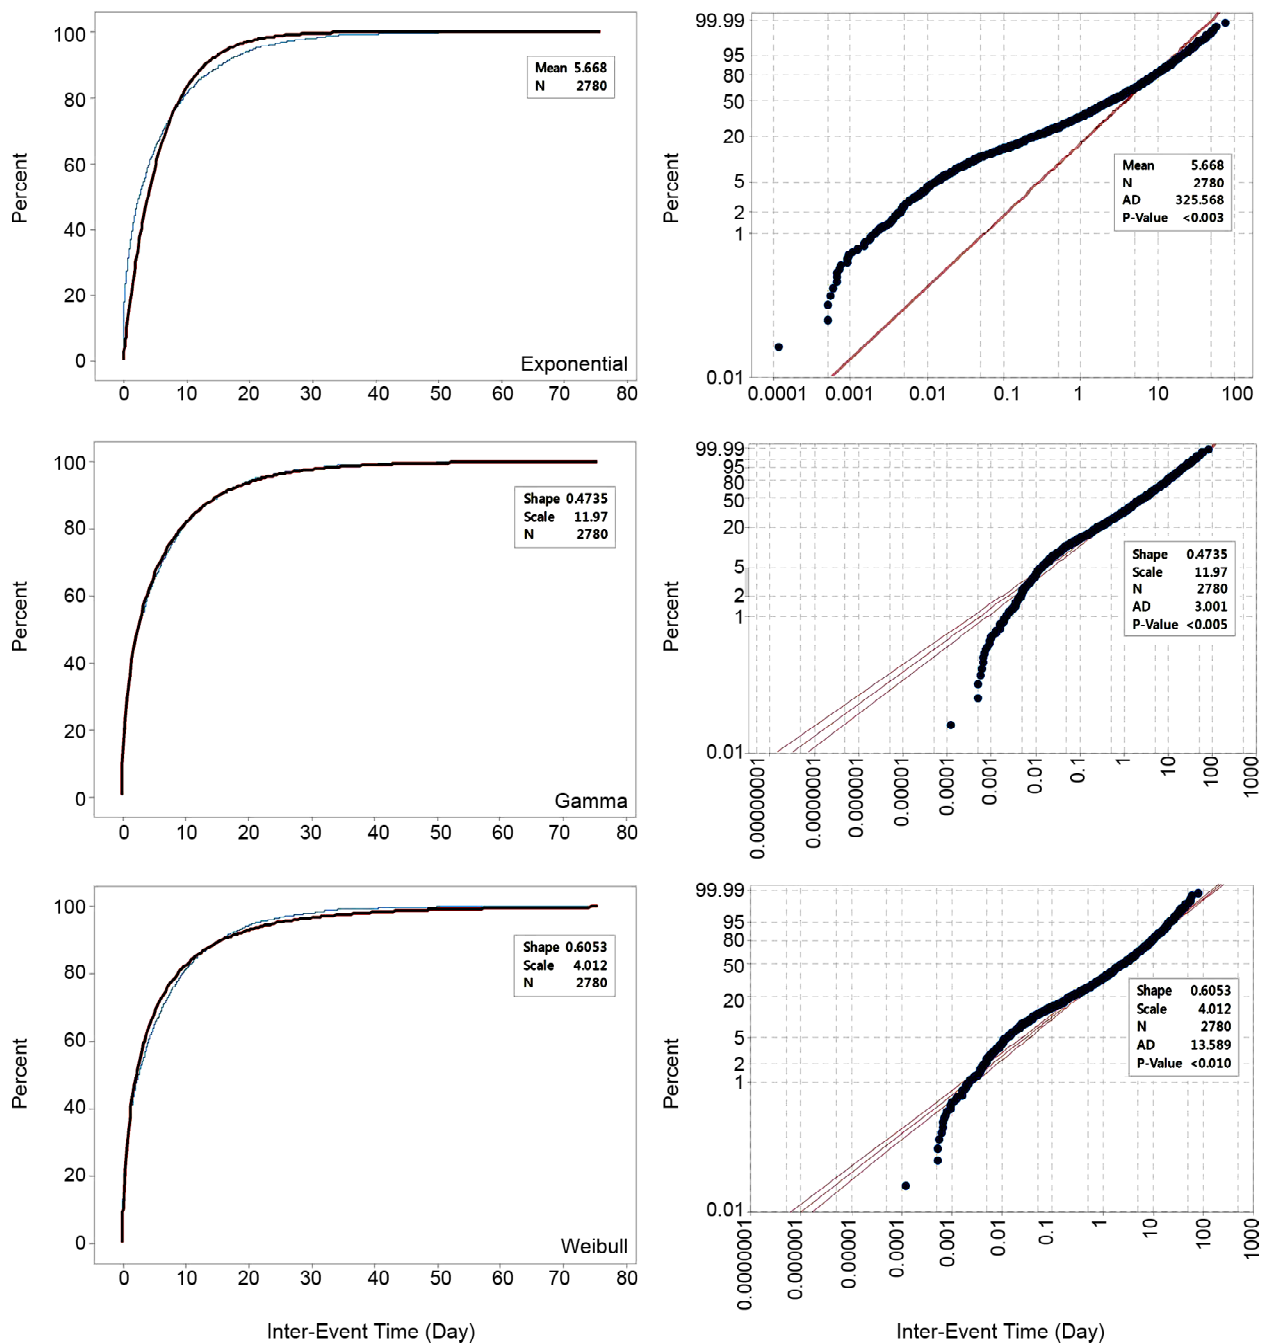 100
80
60
40
20
0
Percent
Mean 5.668
N 2780
Exponential
0 10 20 30 40 50 60 70 80
99.99
95
80
50
20
5
2
1
0.01
Percent
Mean 5.668
N 2780
AD 325.568
P-Value <0.003
0.0001 0.001 0.01 0.1 1 10 100
100
80
60
40
20
0
Percent
Shape 0.4735
Scale 11.97
N 2780
Gamma
0 10 20 30 40 50 60 70 80
99.99
95
80
50
20
5
2
1
0.01
Percent
Shape 0.4735
Scale 11.97
N 2780
AD 3.001
P-Value <0.005
0.00000001 0.0000001 0.000001 0.00001 0.0001 0.001 0.01 0.1 1 10 100 1000
100
80
60
40
20
0
Percent
Shape 0.6053
Scale 4.012
N 2780
Weibull
0 10 20 30 40 50 60 70 80
Inter-Event Time (Day)
99.99
95
80
50
20
5
2
1
0.01
Percent
Shape 0.6053
Scale 4.012
N 2780
AD 13.589
P-Value <0.010
0.0000001 0.000001 0.00001 0.0001 0.001 0.01 0.1 1 10 100 1000
Inter-Event Time (Day)